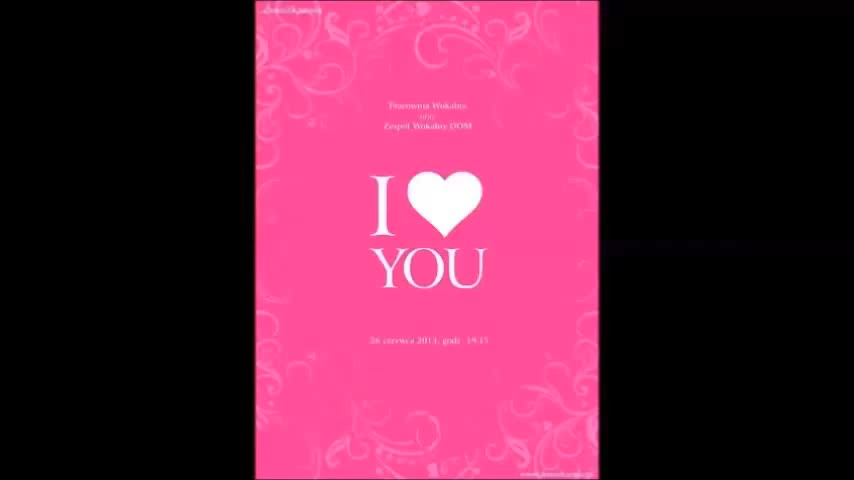 Pracownia Wokalna
oraz
Zespół Wokalny DOM
I
YOU
26 czerwca 2013, godz. 19.15